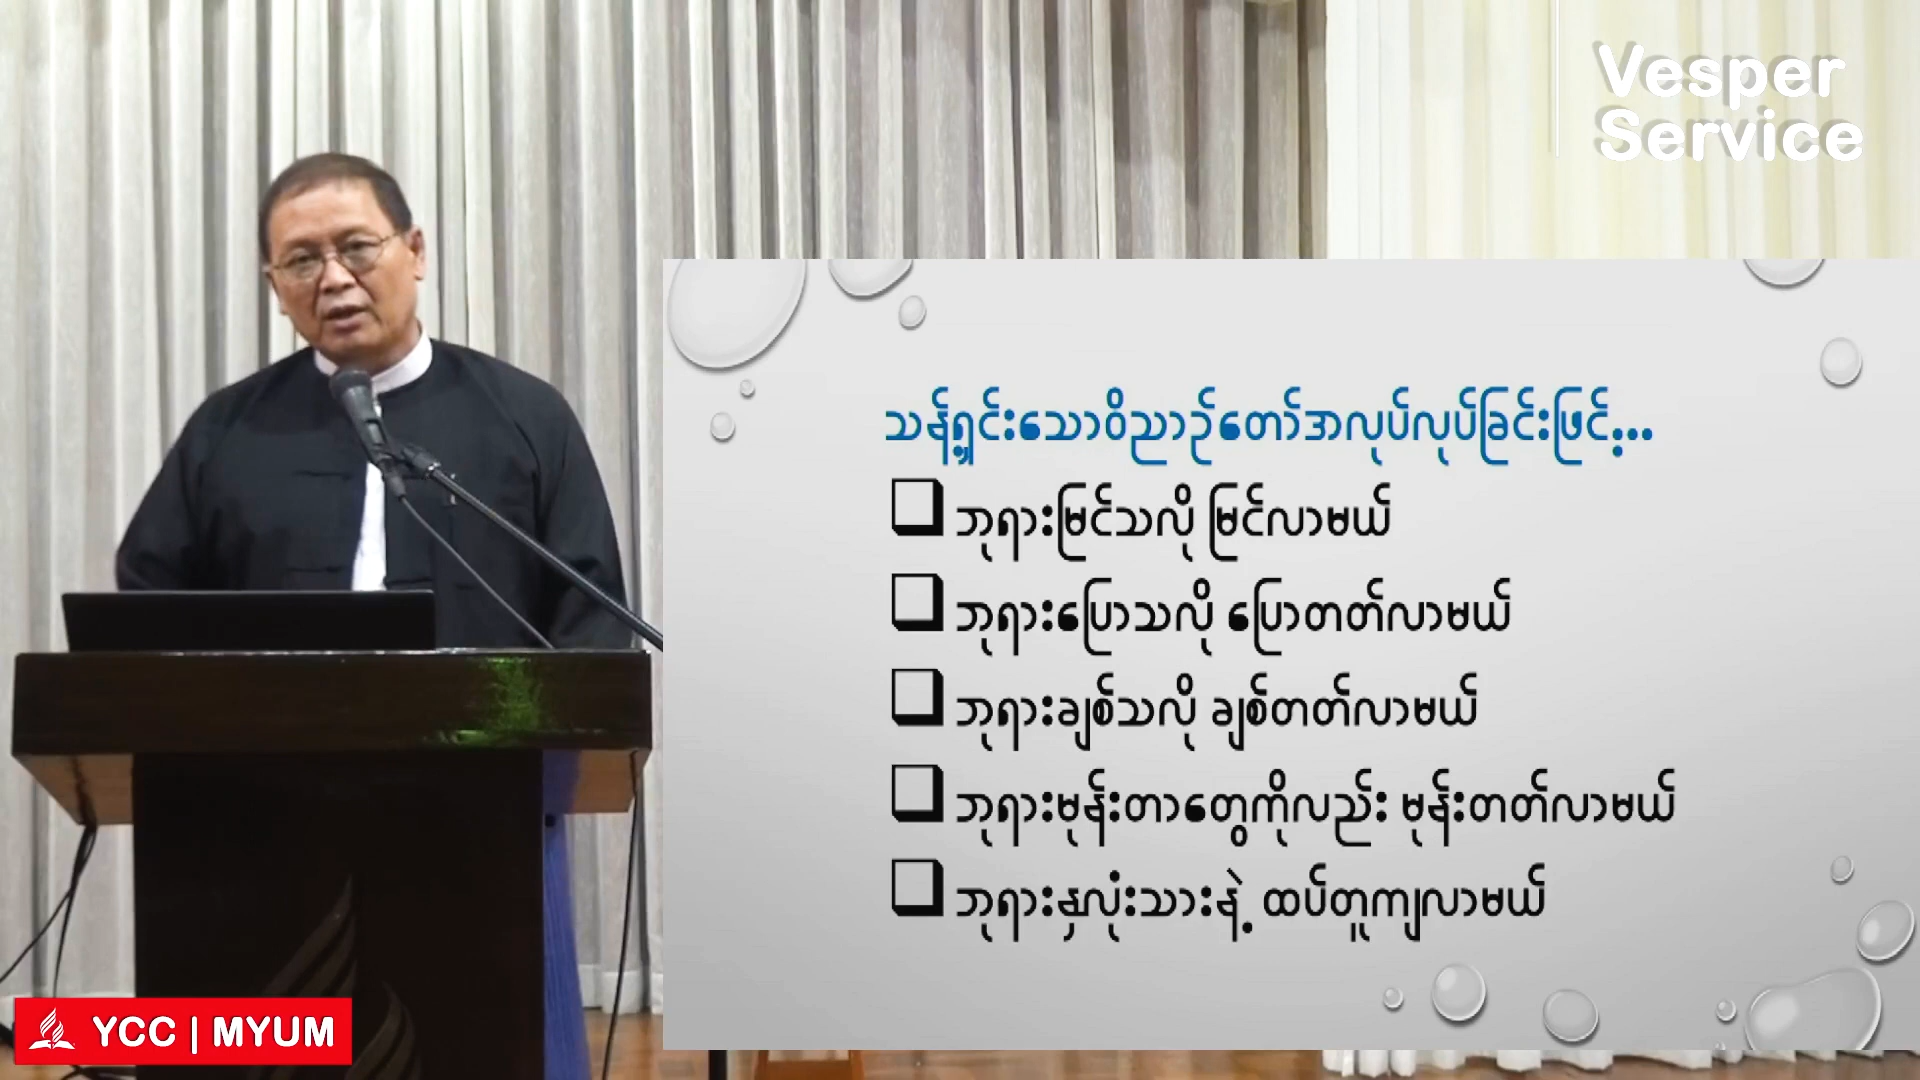 Vesper
Service
သန့်ရှင်းသောဝိညာဉ်တော်အလုပ်လုပ်ခြင်းဖြင့်...
ဘုရားမြင်သလို မြင်လာမယ်
ဘုရားပြောသလို ပြောတတ်လာမယ်
ဘုရားချစ်သလို ချစ်တတ်လာမယ်
ဘုရားမုန်းတာတွေကိုလည်း မုန်းတတ်လာမယ်
ဘုရားနှလုံးသားနဲ့ ထပ်တူကျလာမယ်
YCC | MYUM